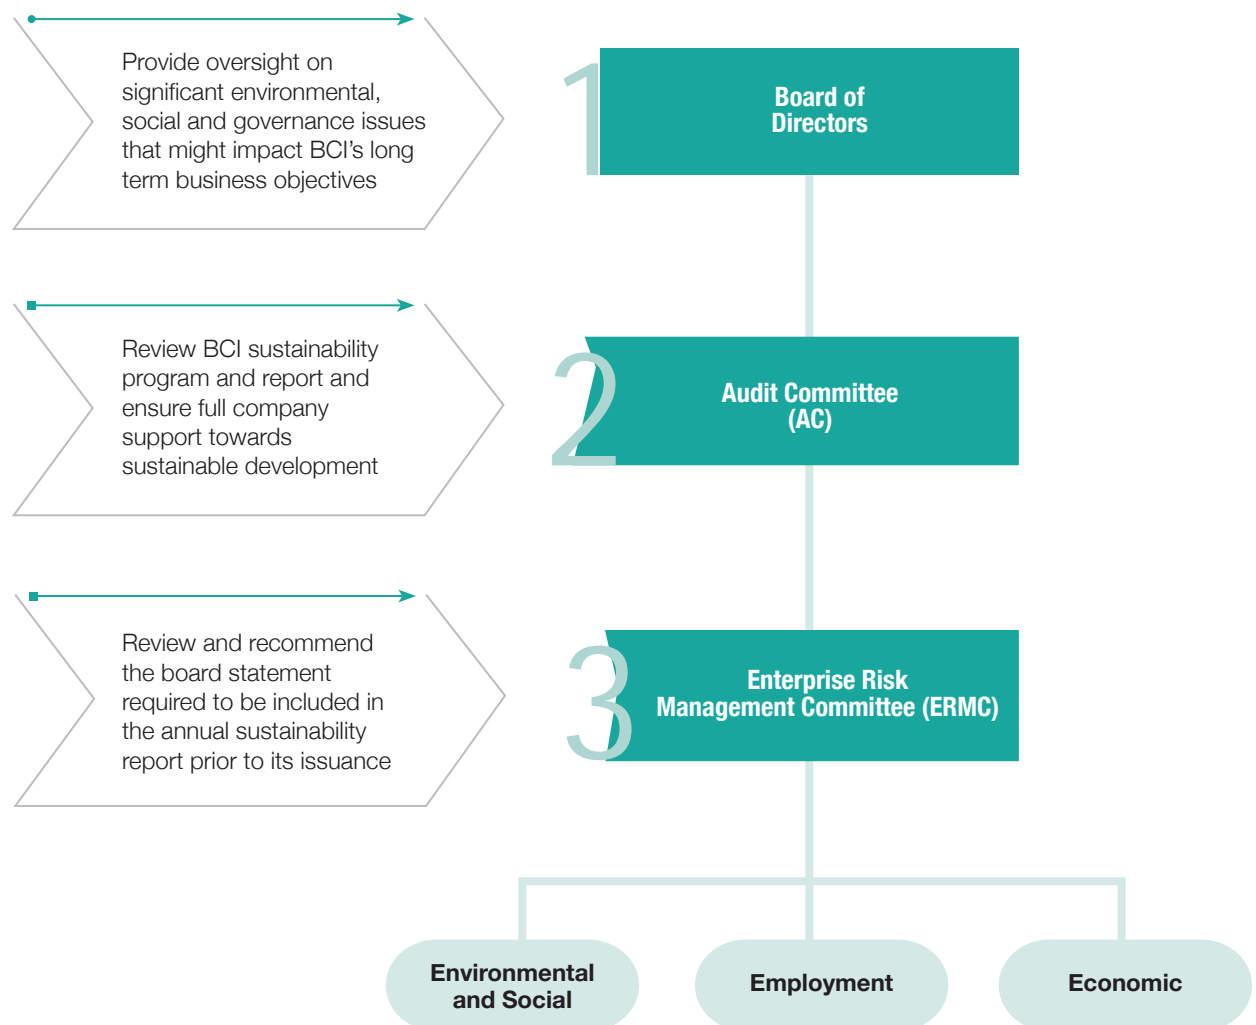 Provide oversight on
significant environmental,
social and governance issues
that might impact BCI's long
term business objectives
1
Board of
Directors
Review BCI sustainability
program and report and
ensure full company
support towards
sustainable development
2
Audit Committee
(AC)
Review and recommend
the board statement
required to be included in
the annual sustainability
report prior to its issuance
3
Enterprise Risk
Management Committee (ERMC)
Environmental
and Social
Employment
Economic